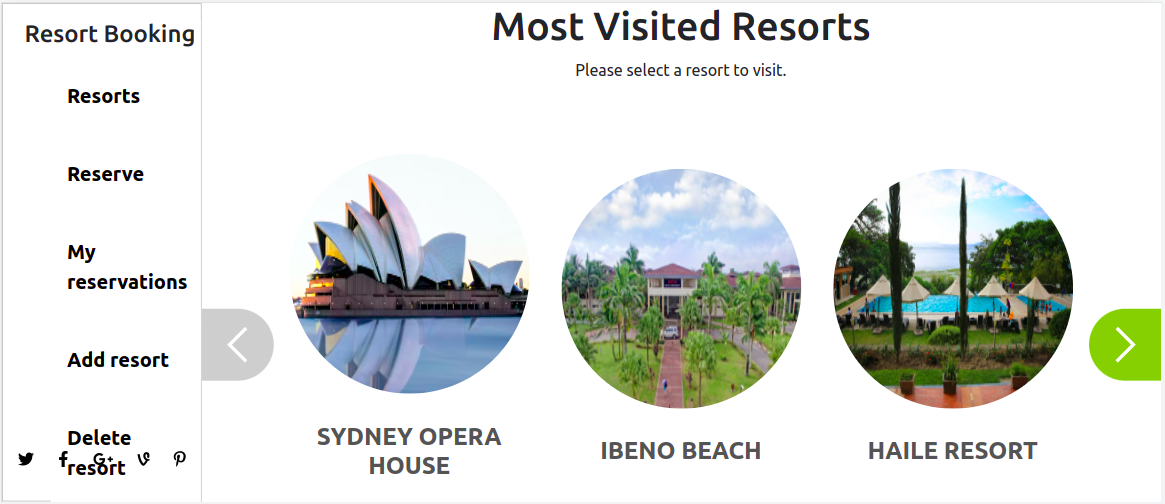 Resort Booking
Resorts
Reserve
My
reservations
Add resort
Delete
resort
Most Visited Resorts
Please select a resort to visit.
SYDNEY OPERA
HOUSE
IBENO BEACH
HAILE RESORT